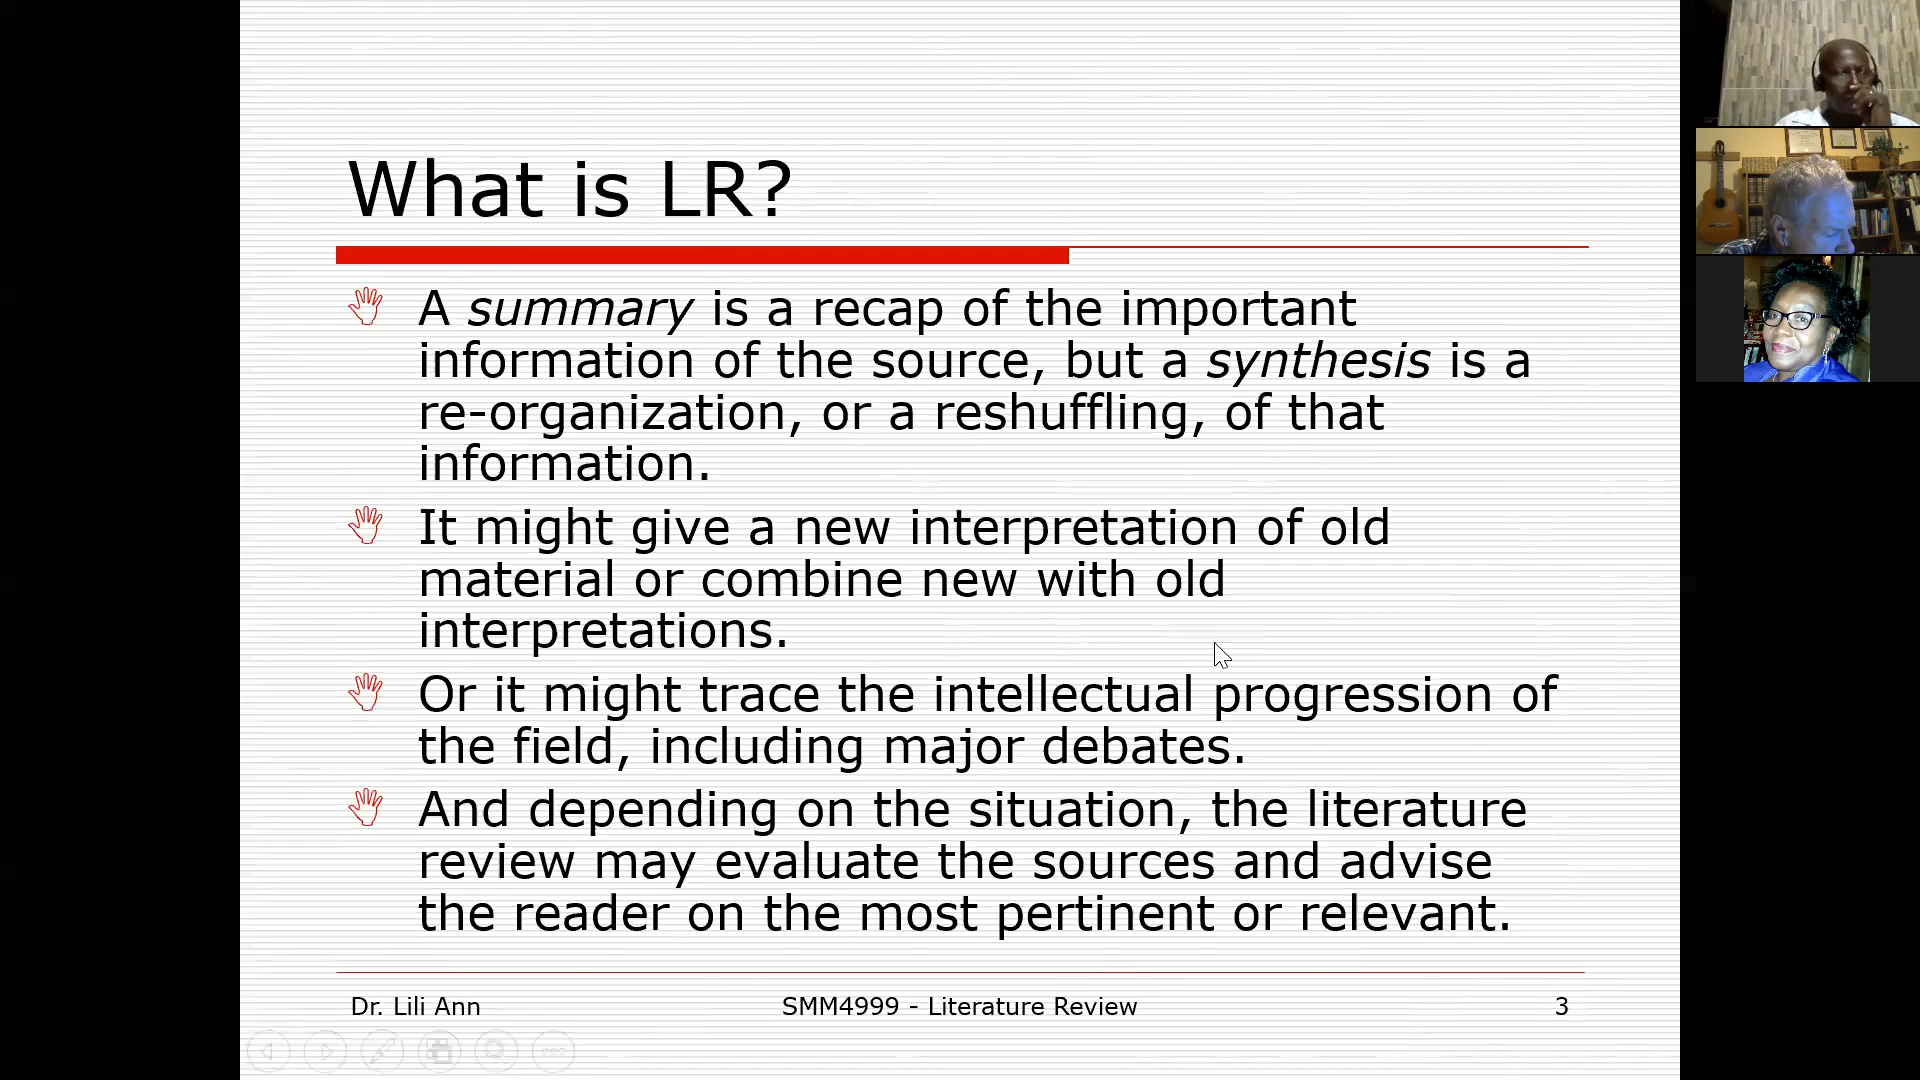 What is LR?
A summary is a recap of the important
information of the source, but a synthesis is a
re-organization, or a reshuffling, of that
information.
It might give a new interpretation of old
material or combine new with old
interpretations.
Or it might trace the intellectual progression of
the field, including major debates.
And depending on the situation, the literature
review may evaluate the sources and advise
the reader on the most pertinent or relevant.
Dr. Lili Ann
SMM4999 - Literature Review
3